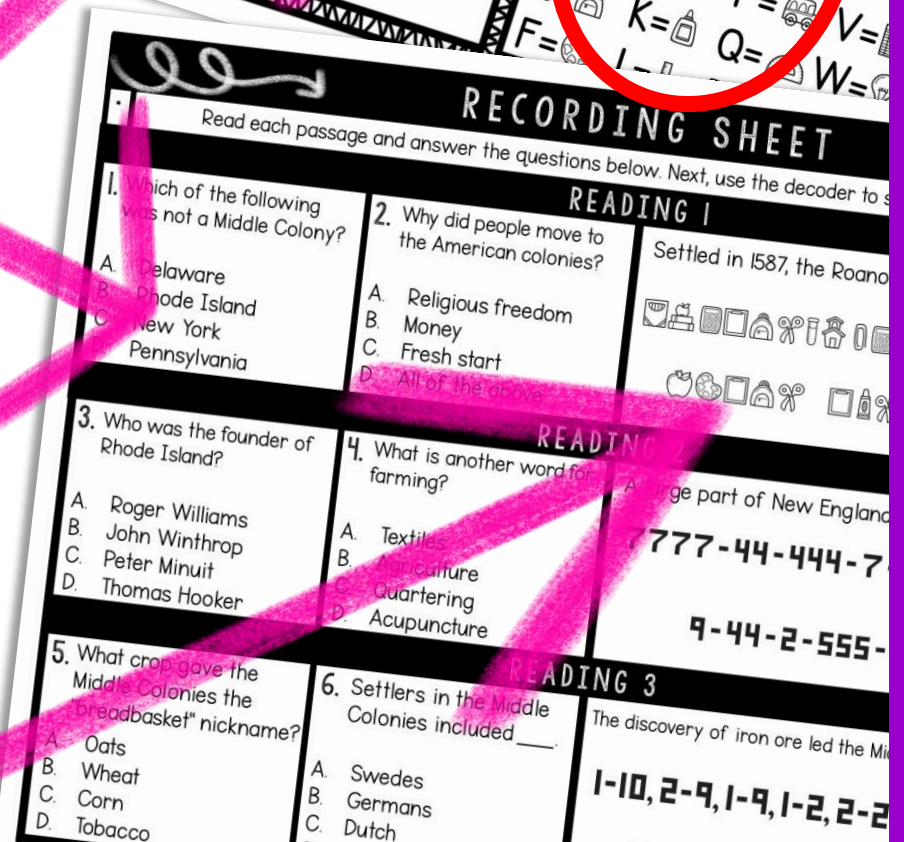 K=
F=
V=
Q=
W=
RECORDING SHEET
Read each passage and answer the questions below. Next, use the decoder to
READING 1
1. Which of the following
was not a Middle Colony?
A. Delaware
B. Rhode Island
C. New York
Pennsylvania
2. Why did people move to
the American colonies?
A. Religious freedom
B. Money
C. Fresh start
D. All of the above
Settled in 1587, the
READING 2
3. Who was the founder of
Rhode Island?
A. Roger Williams
B. John Winthrop
C. Peter Minuit
D. Thomas Hooker
4. What is another word for
farming?
A. Textiles
B. Agriculture
C. Quartering
D. Acupuncture
A large part of New England
7777-44-444-7
9-44-2-555-
READING 3
5. What crop gave the
Middle Colonies the
"breadbasket" nickname?
A. Oats
B. Wheat
C. Corn
D. Tobacco
6. Settlers in the Middle
Colonies included ___.
A. Swedes
B. Germans
C. Dutch
The discovery of iron ore led the
1-10, 2-9, 1-9, 1-2, 2-2